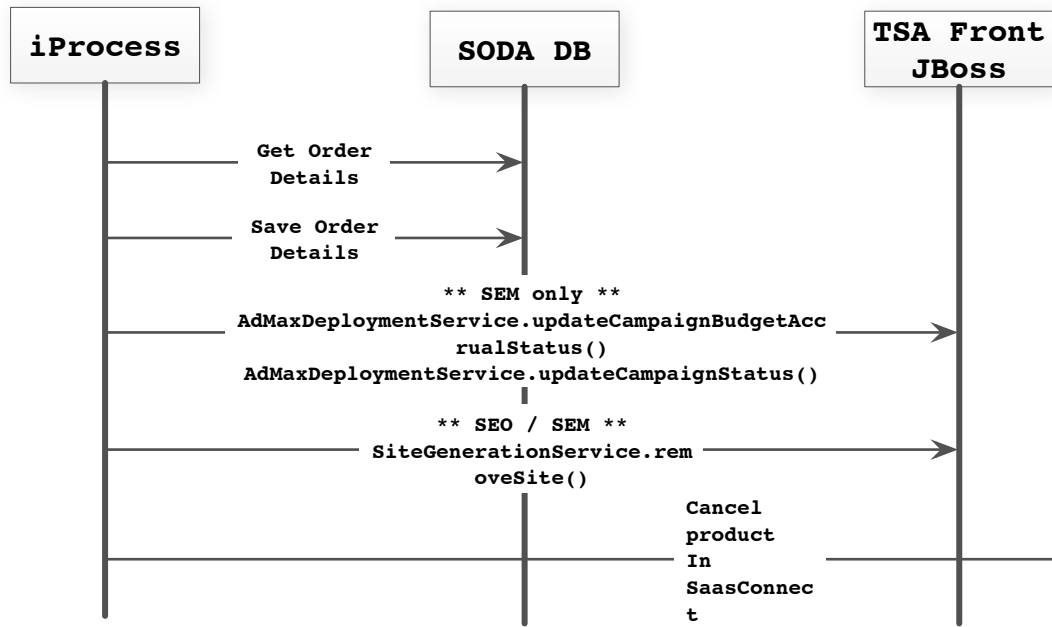 iProcess
SODA DB
TSA Front
JBoss
Get Order
Details
Save Order
Details
** SEM only **
AdMaxDeploymentService.updateCampaignBudgetAcc
rualStatus()
AdMaxDeploymentService.updateCampaignStatus()
** SEO / SEM **
SiteGenerationService.rem
oveSite()
Cancel
product
In
SaasConnec
t